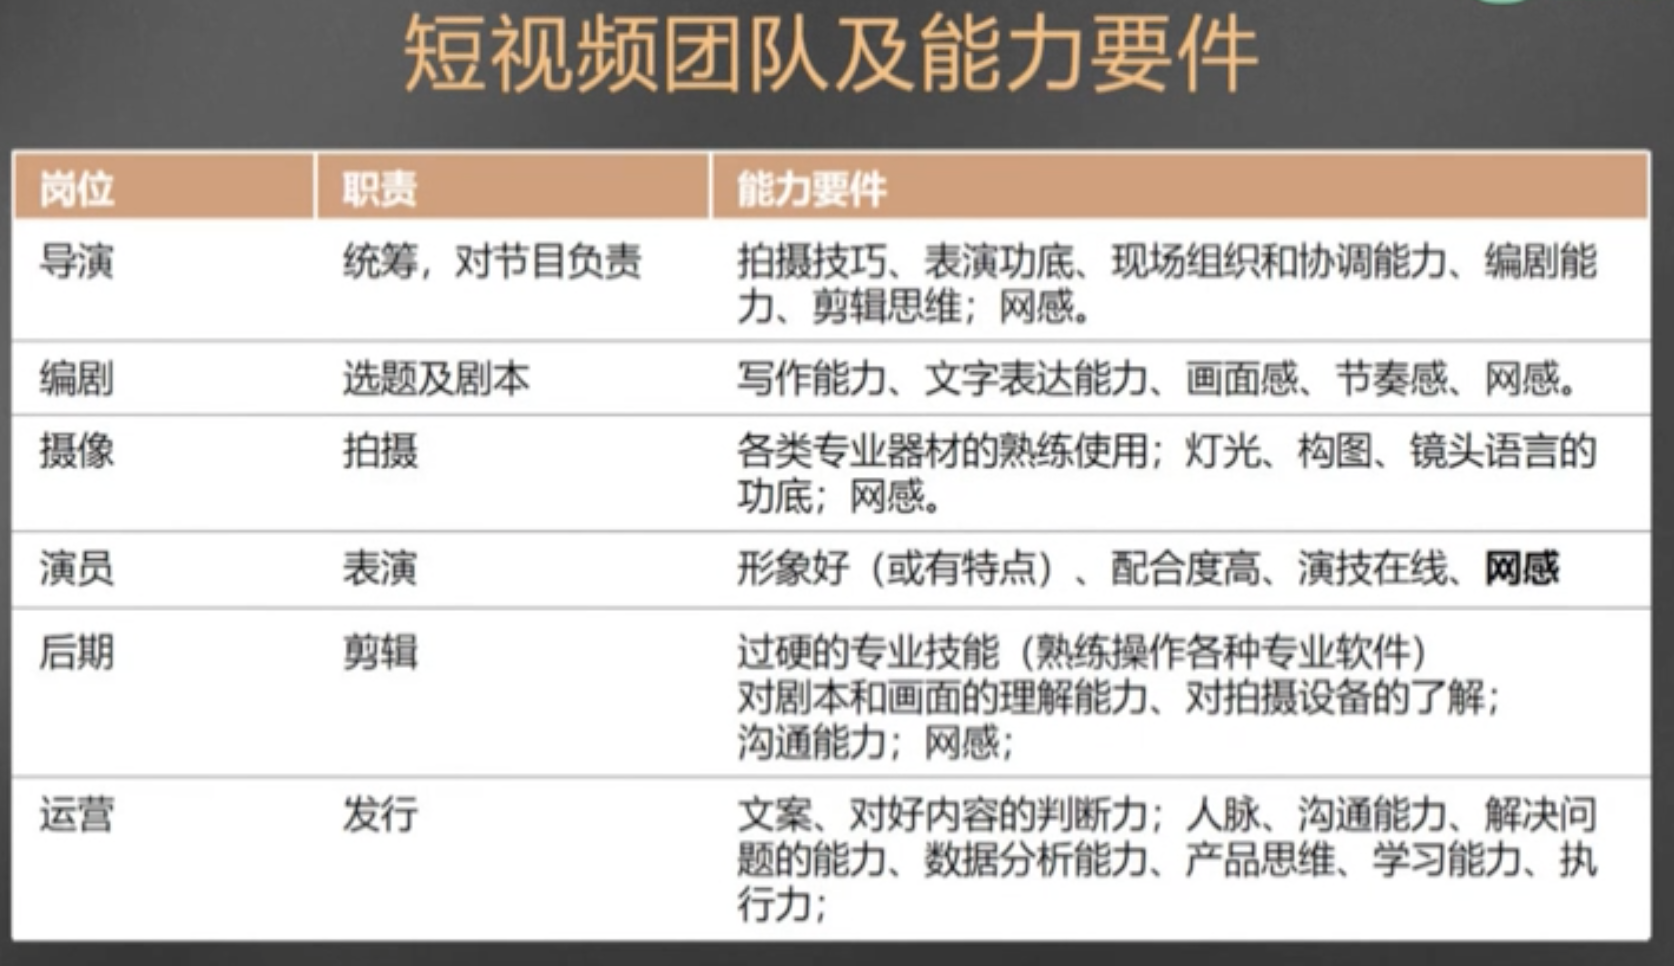 短视频团队及能力要件
岗位 职责 能力要件
导演 统筹，对节目负责 拍摄技巧、表演功底、现场组织和协调能力、编剧能
力、剪辑思维；网感。
编剧 选题及剧本 写作能力、文字表达能力、画面感、节奏感、网感。
摄像 拍摄 各类专业器材的熟练使用；灯光、构图、镜头语言的
功底；网感。
演员 表演 形象好（或有特点）、配合度高、演技在线、网感
后期 剪辑 过硬的专业技能（熟练操作各种专业软件）
对剧本和画面的理解能力、对拍摄设备的了解；
沟通能力；网感；
运营 发行 文案、对好内容的判断力；人脉、沟通能力、解决问
题的能力、数据分析能力、产品思维、学习能力、执
行力；